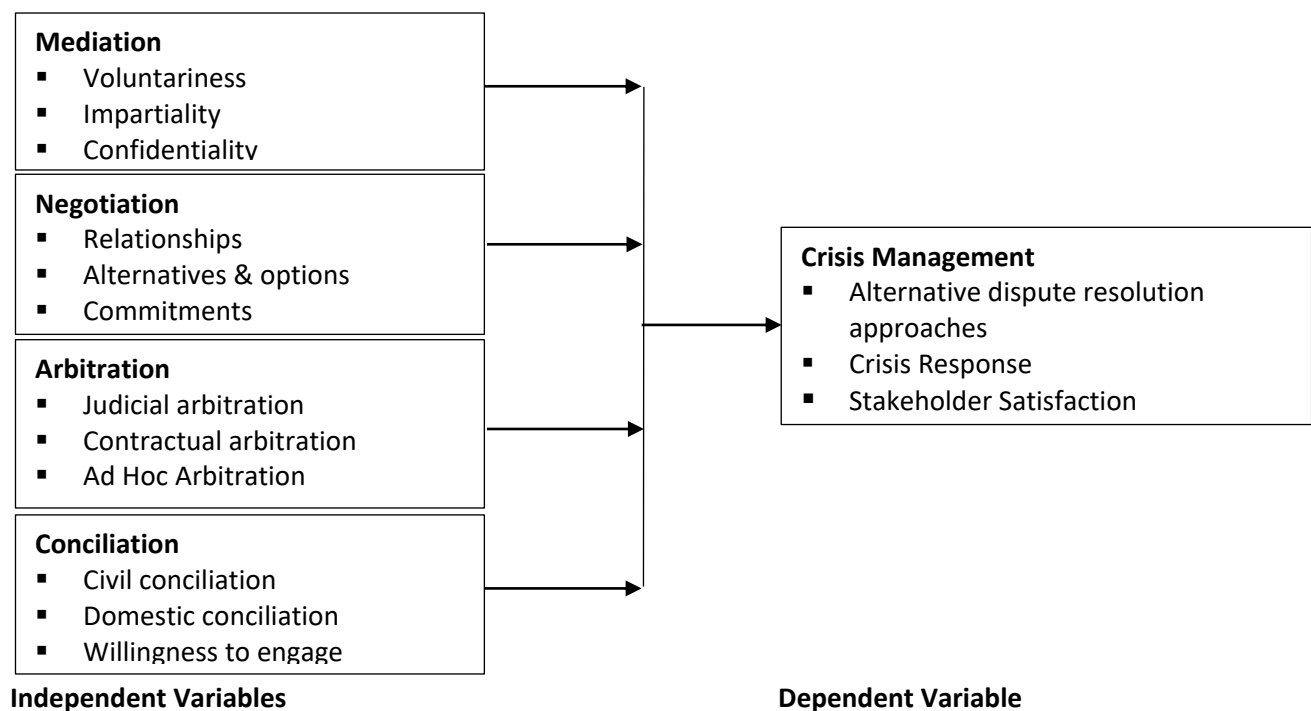 Mediation
▪ Voluntariness
▪ Impartiality
▪ Confidentiality
Negotiation
▪ Relationships
▪ Alternatives & options
▪ Commitments
Arbitration
▪ Judicial arbitration
▪ Contractual arbitration
▪ Ad Hoc Arbitration
Conciliation
▪ Civil conciliation
▪ Domestic conciliation
▪ Willingness to engage
Independent Variables
Crisis Management
▪ Alternative dispute resolution
approaches
▪ Crisis Response
▪ Stakeholder Satisfaction
Dependent Variable